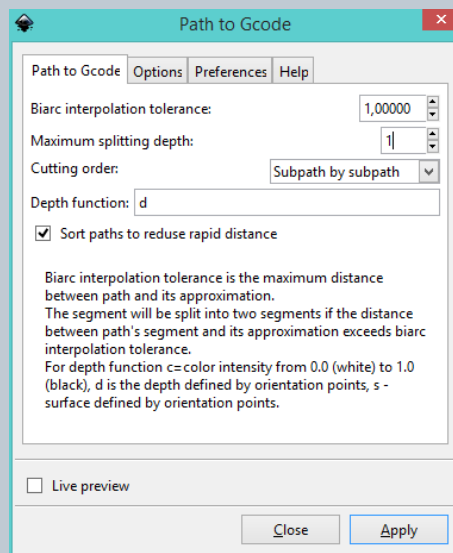 Path to Gcode
Path to Gcode Options Preferences Help
Biarc interpolation tolerance: 1,00000
Maximum splitting depth: 1
Cutting order: Subpath by subpath
Depth function: d
Sort paths to reduse rapid distance
Biarc interpolation tolerance is the maximum distance
between path and its approximation.
The segment will be split into two segments if the distance
between path's segment and its approximation exceeds biarc
interpolation tolerance.
For depth function c=color intensity from 0.0 (white) to 1.0
(black), d is the depth defined by orientation points, s -
surface defined by orientation points.
Live preview
Close Apply